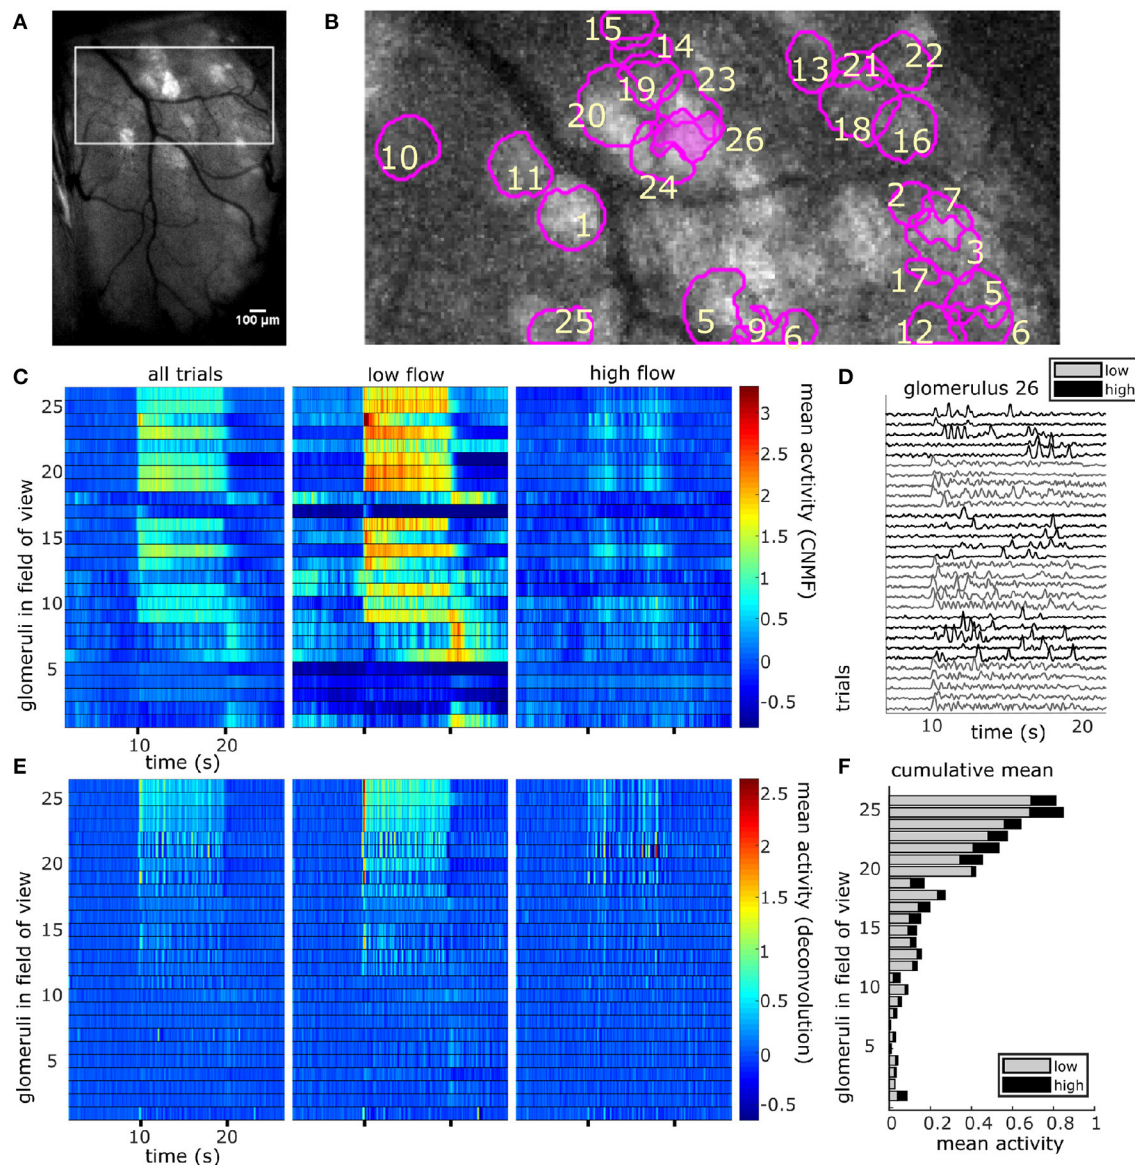 A
100 µm
B
15
14
13
21
22
19
23
20
26
18
16
10
11
24
1
2
7
3
17
5
5
25
9
6
12
6
C
all trials
low flow
high flow
glomeruli in field of view
25
20
15
10
5
10
20
time (s)
3
2.5
2
1.5
1
0.5
0
-0.5
mean acvtivity (CNMF)
D
low
high
glomerulus 26
trials
10
20
time (s)
E
glomeruli in field of view
25
20
15
10
5
10
20
time (s)
2.5
2
1.5
1
0.5
0
-0.5
mean activity (deconvolution)
F
cumulative mean
glomeruli in field of view
25
20
15
10
5
low
high
0
0.2
0.4
0.6
0.8
1
mean activity